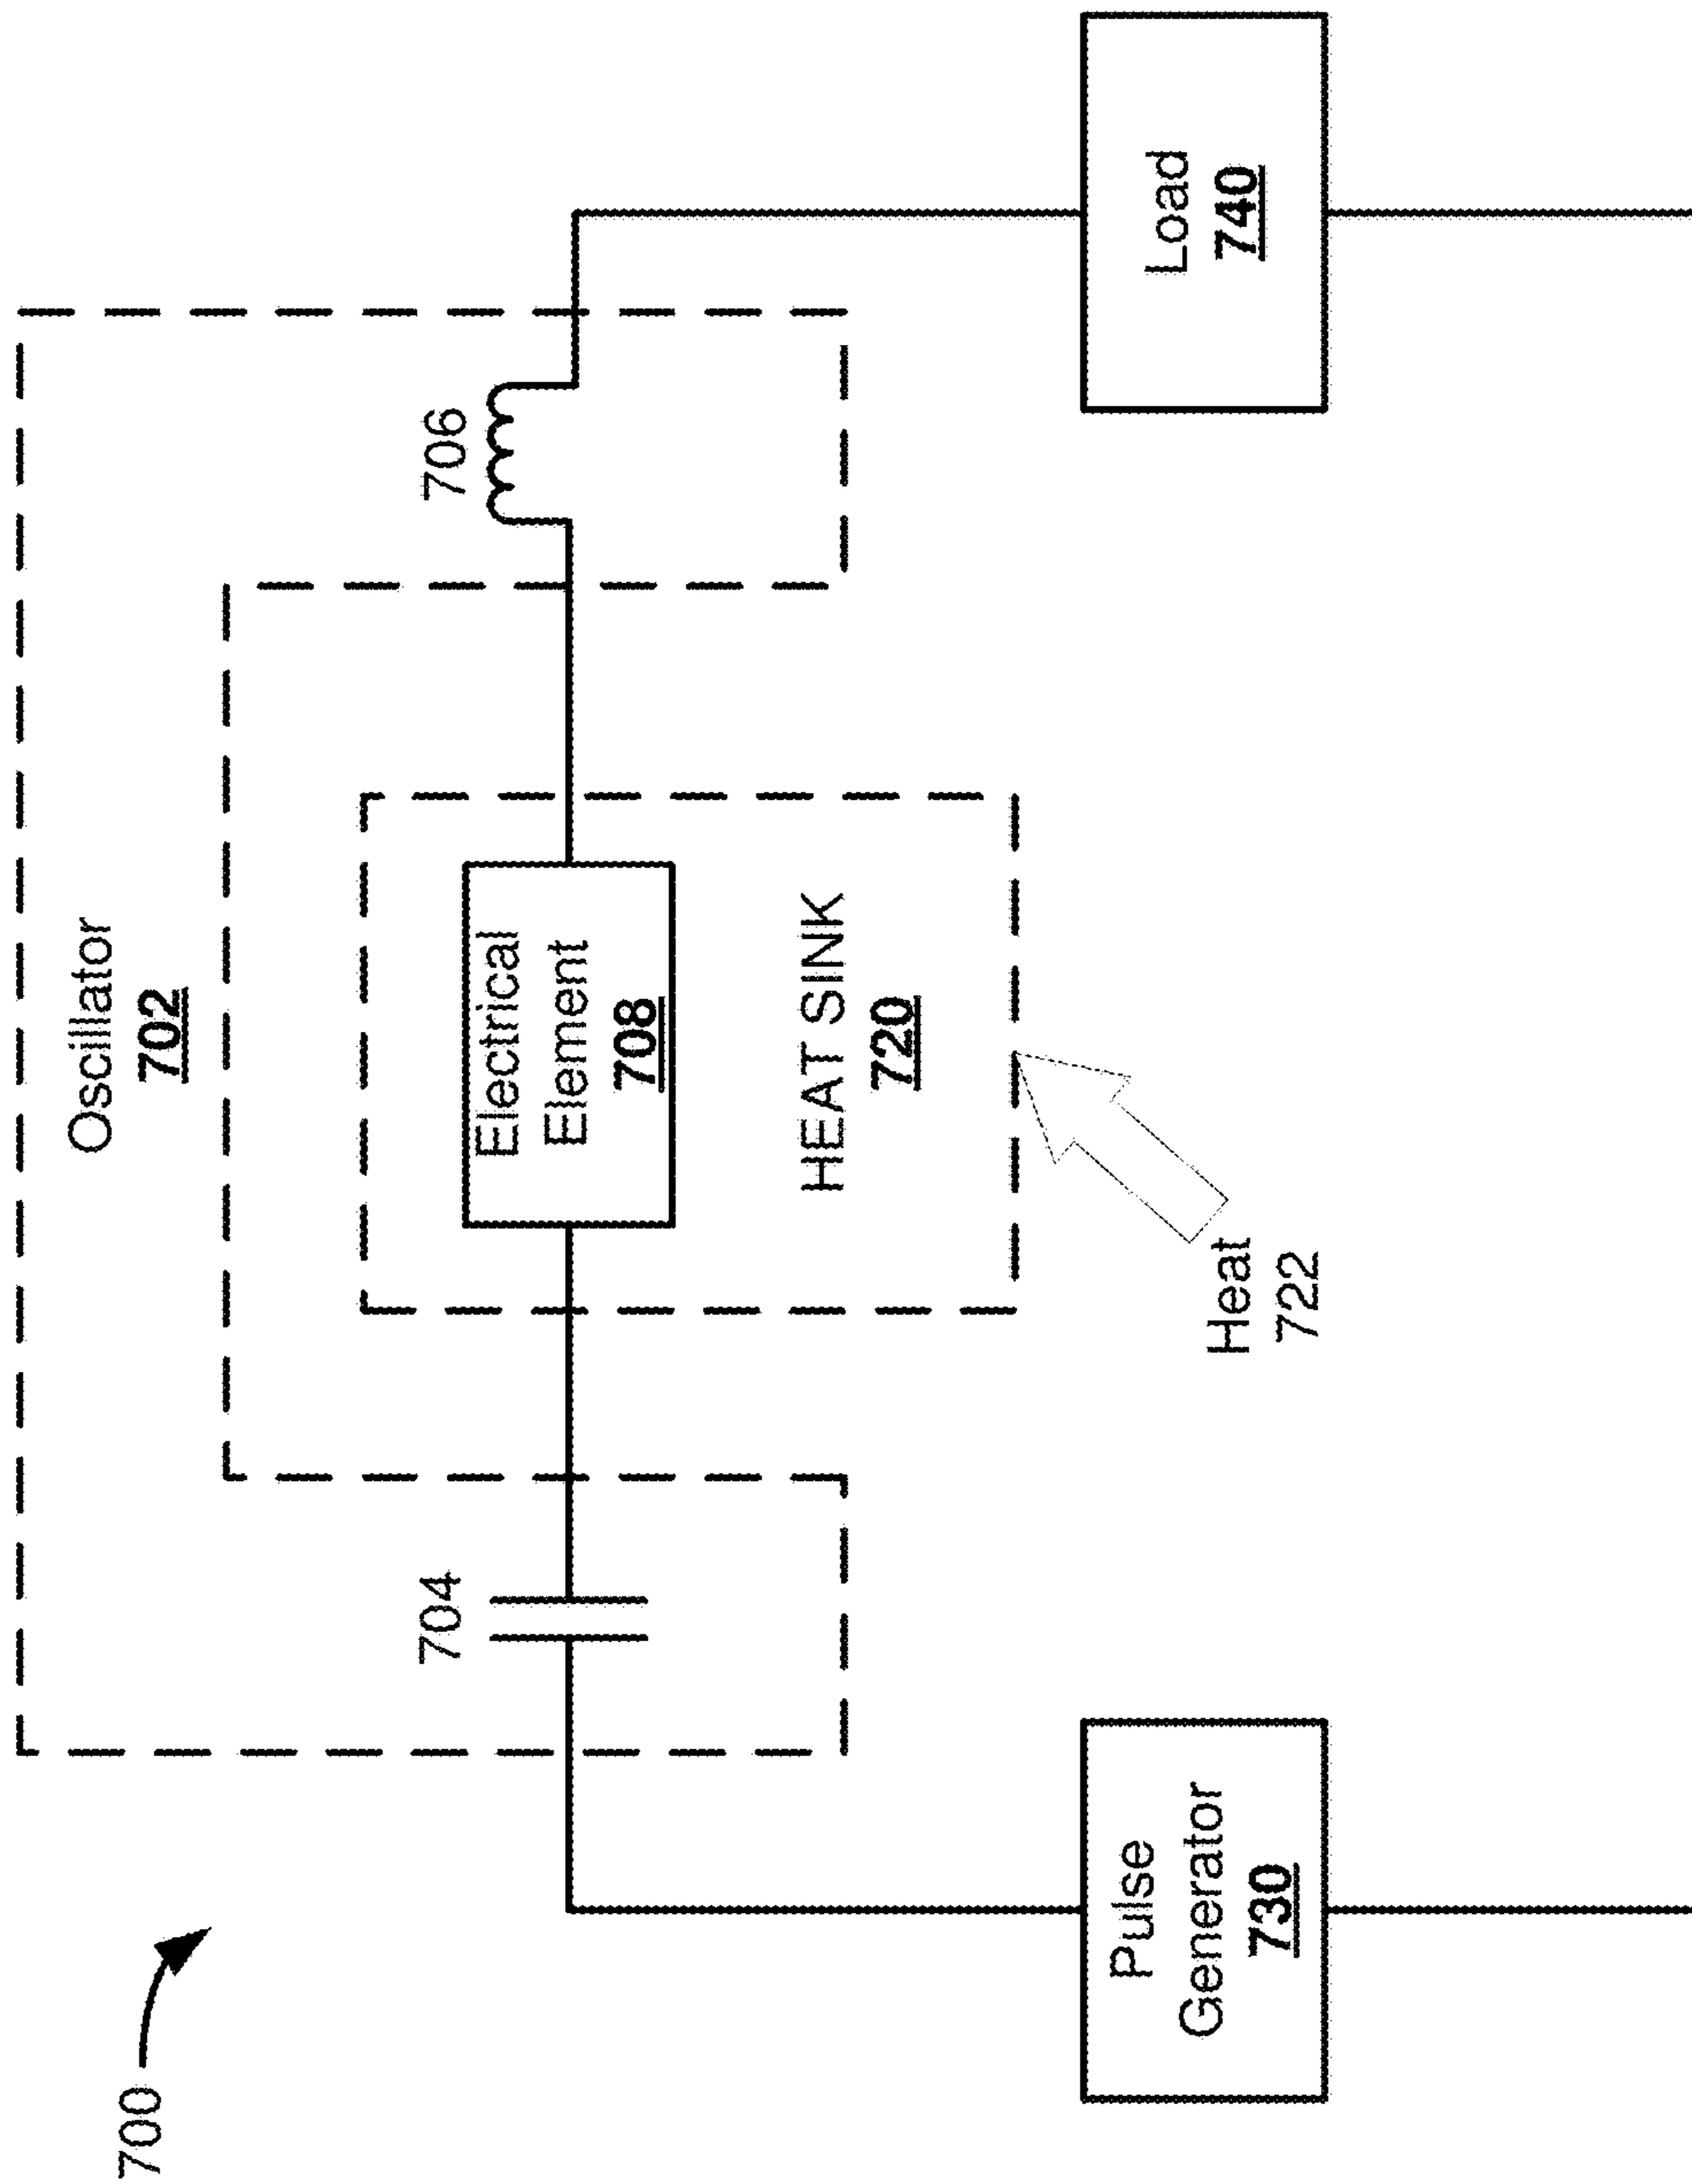 700
Oscillator
702
704
706
Electrical
Element
708
HEAT SINK
720
Heat
722
Pulse
Generator
730
Load
740